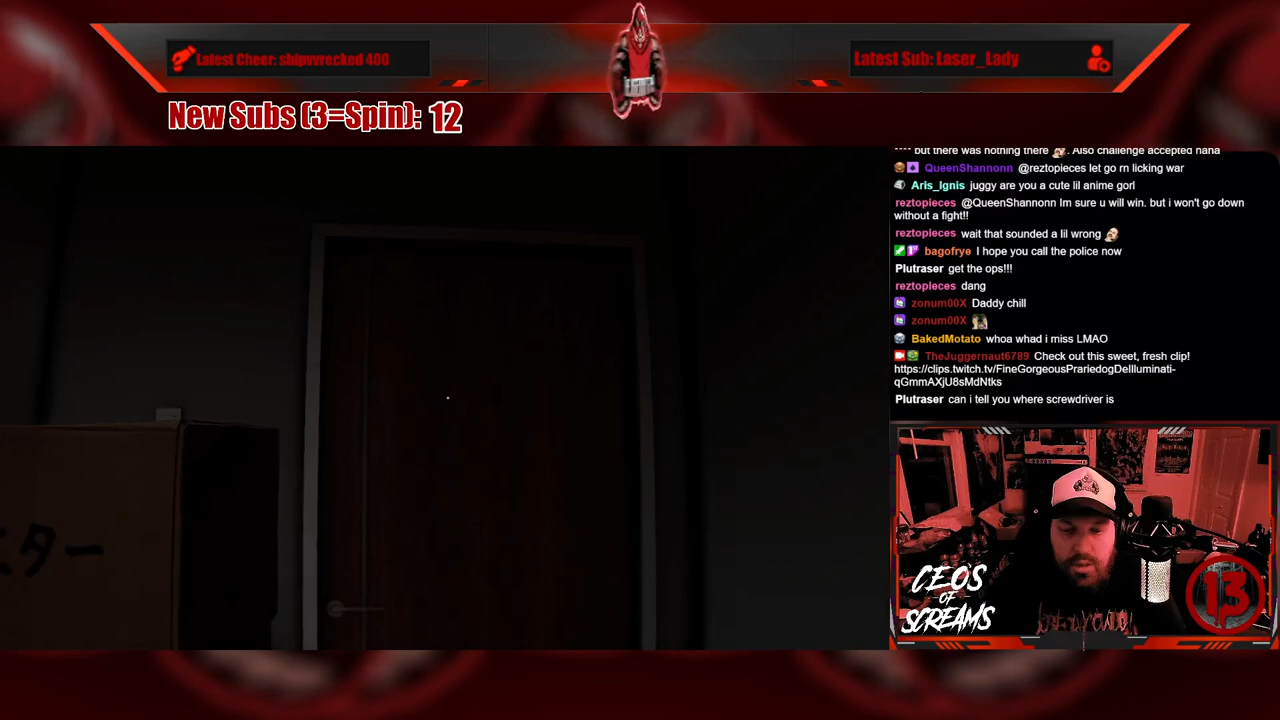 Latest Cheer: shipvvrecked 400
Latest Sub: Laser_Lady
New Subs (3=Spin): 12
but there was nothing there . Also challenge accepted haha
QueenShannonn @reztopieces let go rn licking war
Aris_Ignis juggy are you a cute lil anime gorl
reztopieces @QueenShannonn Im sure u will win. but i won't go down
without a fight!!
reztopieces wait that sounded a lil wrong
bagofrye I hope you call the police now
Plutraser get the ops!!!
reztopieces dang
zonum00X Daddy chill
zonum00X
BakedMotato whoa whad i miss LMAO
TheJuggernaut6789 Check out this sweet, fresh clip!
https://clips.twitch.tv/FineGorgeousPrariedogDeIlluminati-
qGmmAXjU8sMdNtks
Plutraser can i tell you where screwdriver is
ター
CEOS
OF
SCREAMS
13